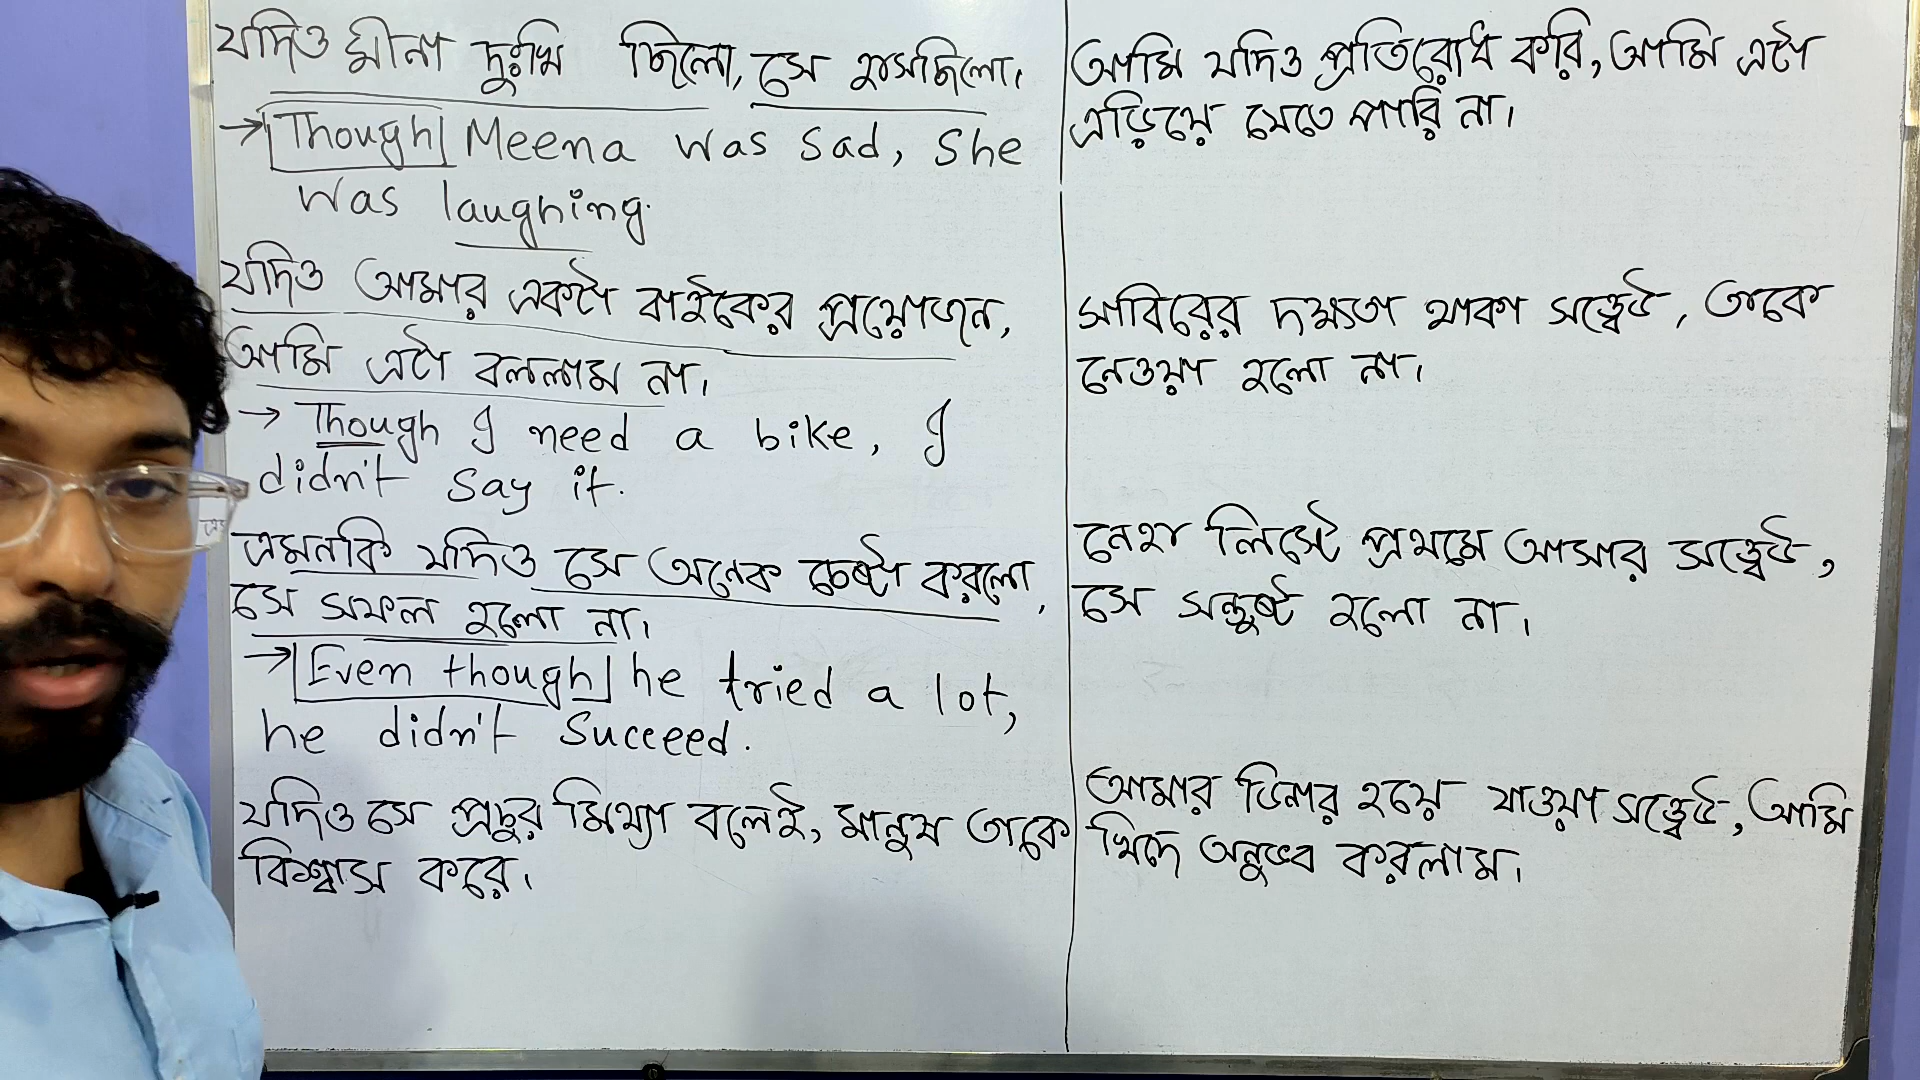 যদিও মীনা দুঃখি ছিলো, সে হাসছিলো।
→ Though Meena was sad, she
was laughing.
যদিও আমার একটা বাইকের প্রয়োজন,
আমি এটা বললাম না।
→ Though I need a bike, I
didn't say it.
এমনকি যদিও সে অনেক চেষ্টা করলো,
সে সফল হলো না।
→ Even though he tried a lot,
he didn't succeed.
যদিও সে প্রচুর মিথ্যা বলেই, মানুষ তাকে
বিশ্বাস করে।
আমি যদিও প্রতিরোধ করি, আমি এটা
এড়িয়ে যেতে পারি না।
সাবিরের দক্ষতা থাকা সত্ত্বেও, তাকে
নেওয়া হলো না।
নেহা লিস্টে প্রথমে আসার সত্ত্বেও,
সে সন্তুষ্ট হলো না।
আমার ডিনার হয়ে যাওয়া সত্ত্বেও, আমি
খিদে অনুভব করলাম।